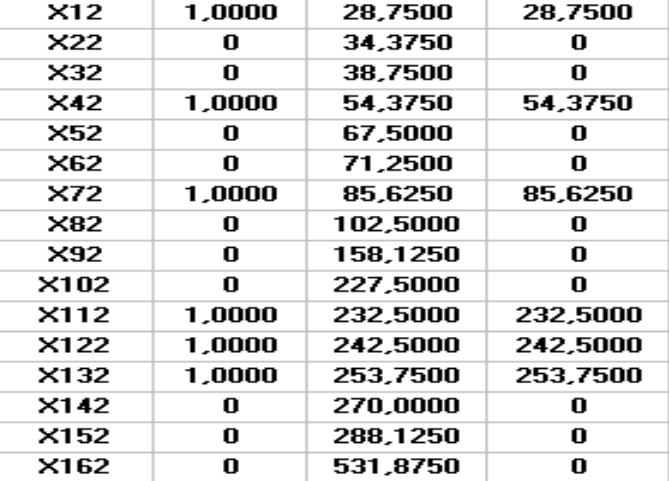 X12 1,0000 28,7500 28,7500
X22 0 34,3750 0
X32 0 38,7500 0
X42 1,0000 54,3750 54,3750
X52 0 67,5000 0
X62 0 71,2500 0
X72 1,0000 85,6250 85,6250
X82 0 102,5000 0
X92 0 158,1250 0
X102 0 227,5000 0
X112 1,0000 232,5000 232,5000
X122 1,0000 242,5000 242,5000
X132 1,0000 253,7500 253,7500
X142 0 270,0000 0
X152 0 288,1250 0
X162 0 531,8750 0